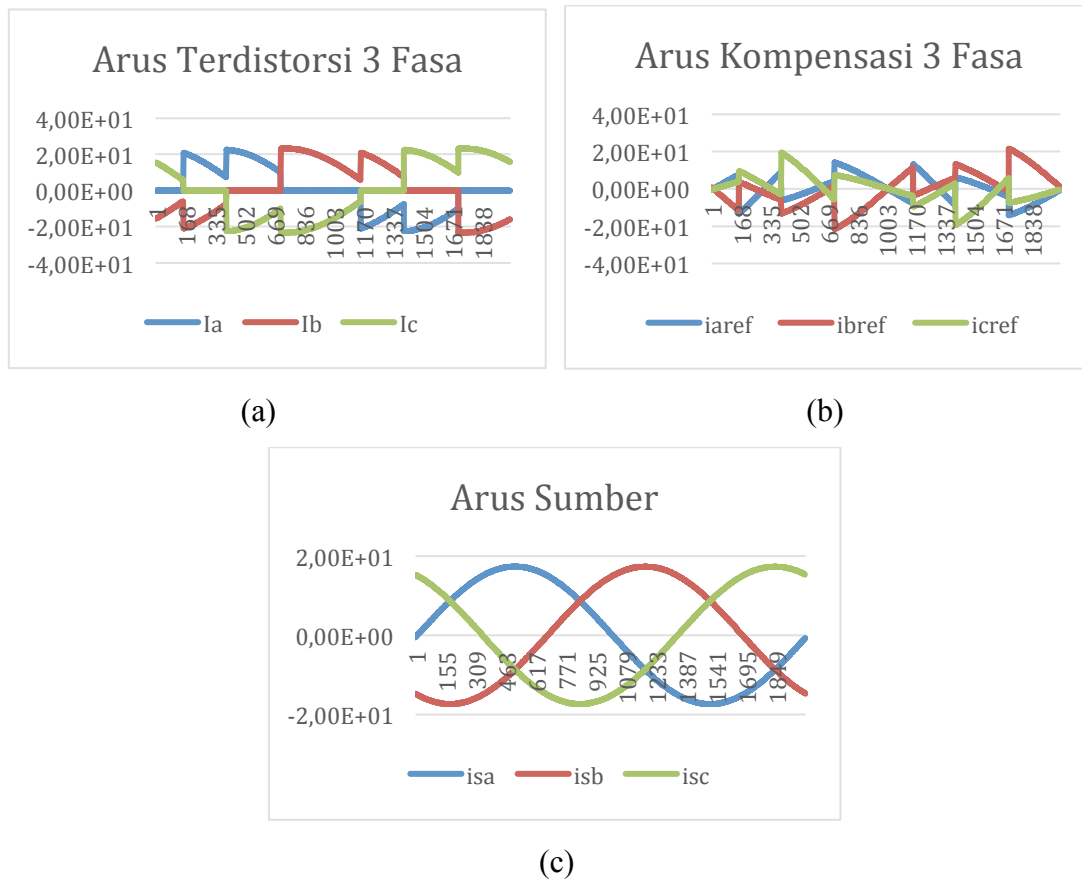 Arus Terdistorsi 3 Fasa
4,00E+01
2,00E+01
0,00E+00
-2,00E+01
-4,00E+01
1
168
335
502
669
836
1003
1170
1337
1504
1671
1838
Ia Ib Ic
(a)
Arus Kompensasi 3 Fasa
4,00E+01
2,00E+01
0,00E+00
-2,00E+01
-4,00E+01
1
168
335
502
669
836
1003
1170
1337
1504
1671
1838
iaref ibref icref
(b)
Arus Sumber
2,00E+01
0,00E+00
-2,00E+01
1
155
309
463
617
771
925
1079
1233
1387
1541
1695
1849
isa isb isc
(c)